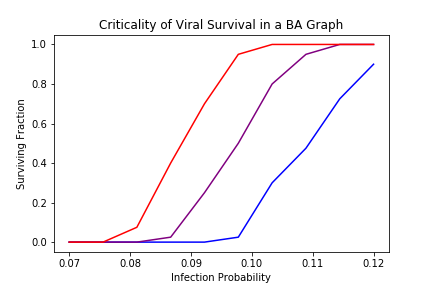 Criticality of Viral Survival in a BA Graph
1.0
0.8
0.6
0.4
0.2
0.0
Surviving Fraction
0.07 0.08 0.09 0.10 0.11 0.12
Infection Probability